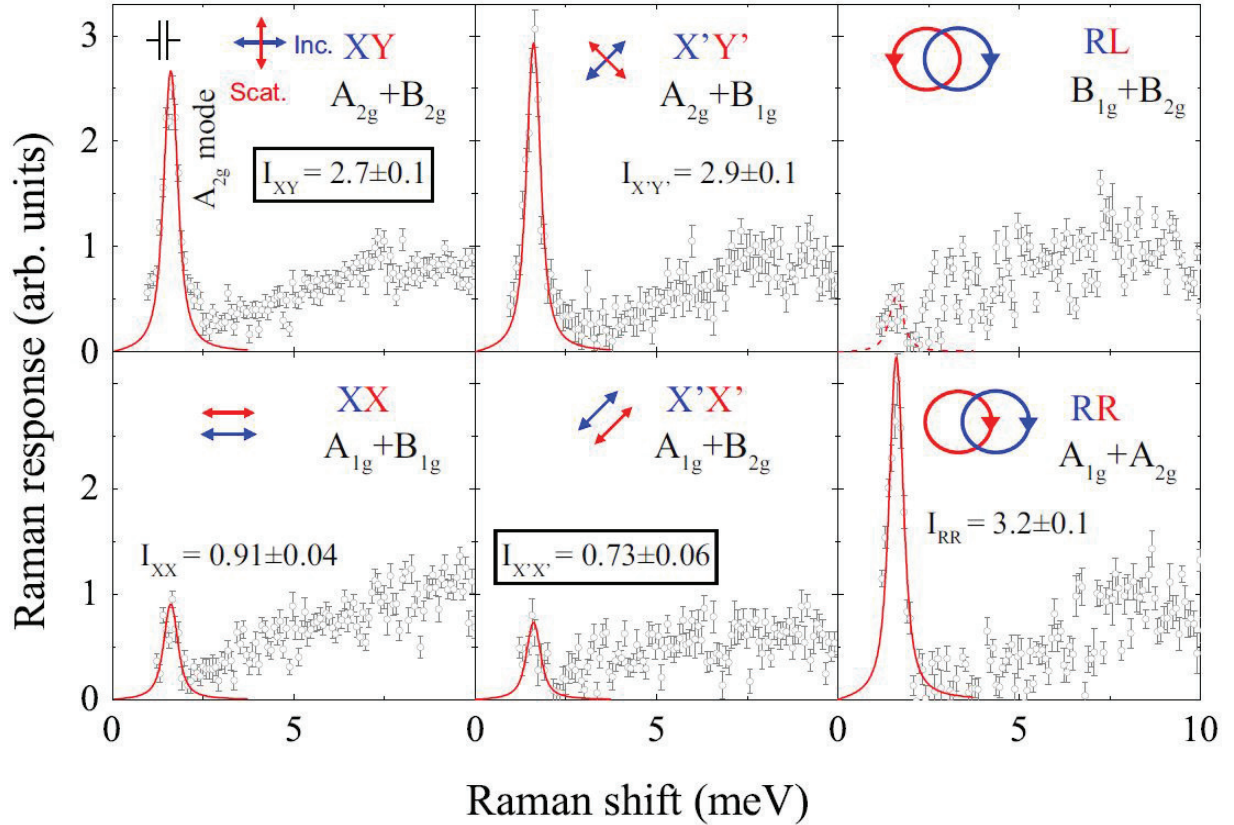 Raman response (arb. units)
3
2
1
0
Inc.
Scat.
XY
A2g+B2g
A2g mode
IXY = 2.7±0.1
5
X'Y'
A2g+B1g
IX'Y' = 2.9±0.1
5
RL
B1g+B2g
5
2
1
0
XX
A1g+B1g
IXX = 0.91±0.04
X'X'
A1g+B2g
IX'X' = 0.73±0.06
RR
A1g+A2g
IRR = 3.2±0.1
0
5
5
5
10
Raman shift (meV)